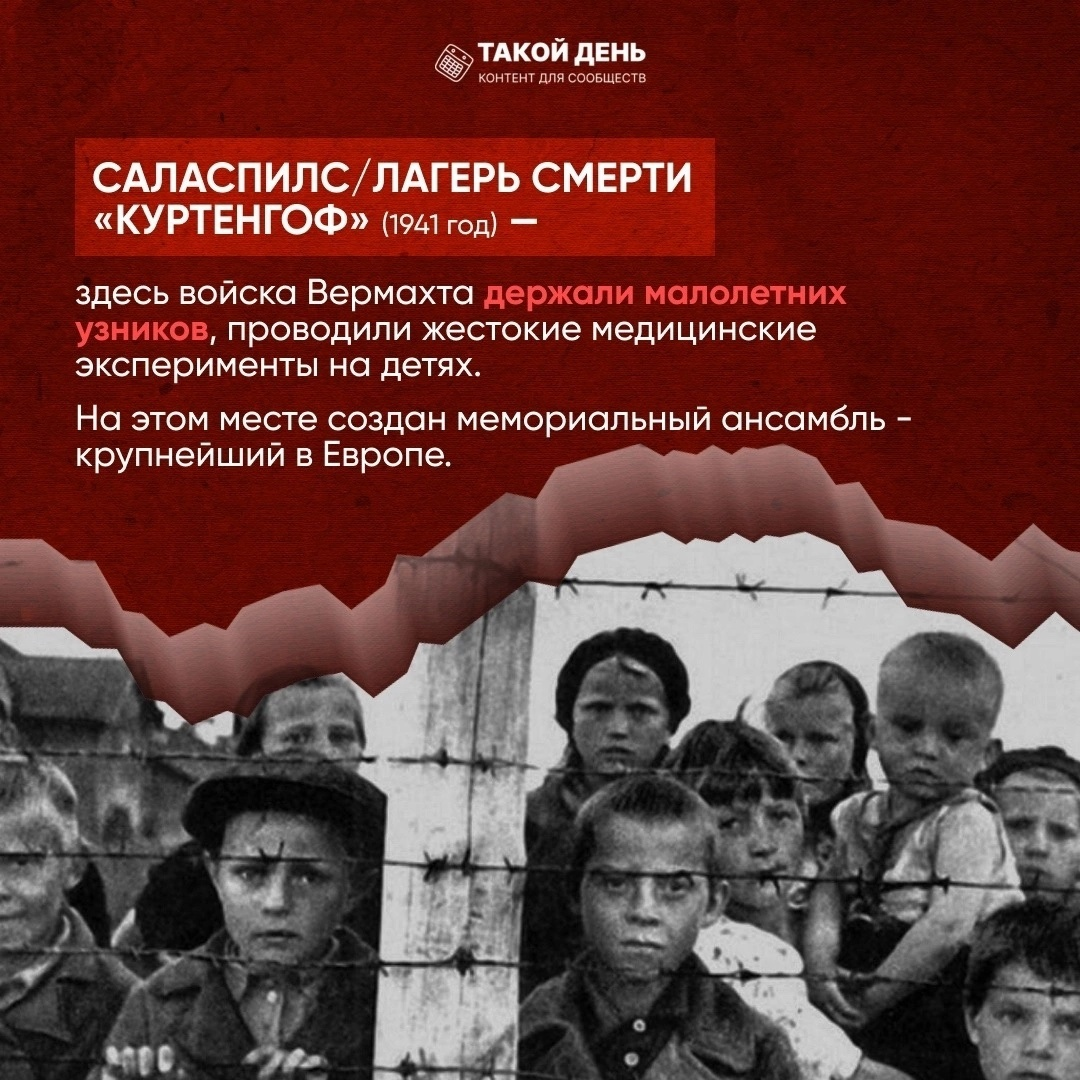 ТАКОЙ ДЕНЬ
КОНТЕНТ ДЛЯ СООБЩЕСТВ
САЛАСПИЛС/ЛАГЕРЬ СМЕРТИ
«КУРТЕНГОФ» (1941 год) —
здесь войска Вермахта держали малолетних
узников, проводили жестокие медицинские
эксперименты на детях.
На этом месте создан мемориальный ансамбль -
крупнейший в Европе.